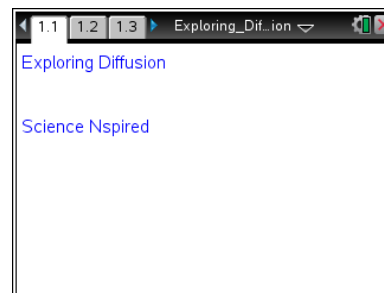 1.1 1.2 1.3 Exploring_Dif…ion
Exploring Diffusion
Science Nspired